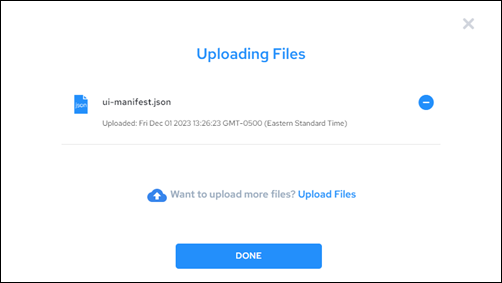 Uploading Files
json
ui-manifest.json
Uploaded: Fri Dec 01 2023 13:26:23 GMT-0500 (Eastern Standard Time)
Want to upload more files? Upload Files
DONE